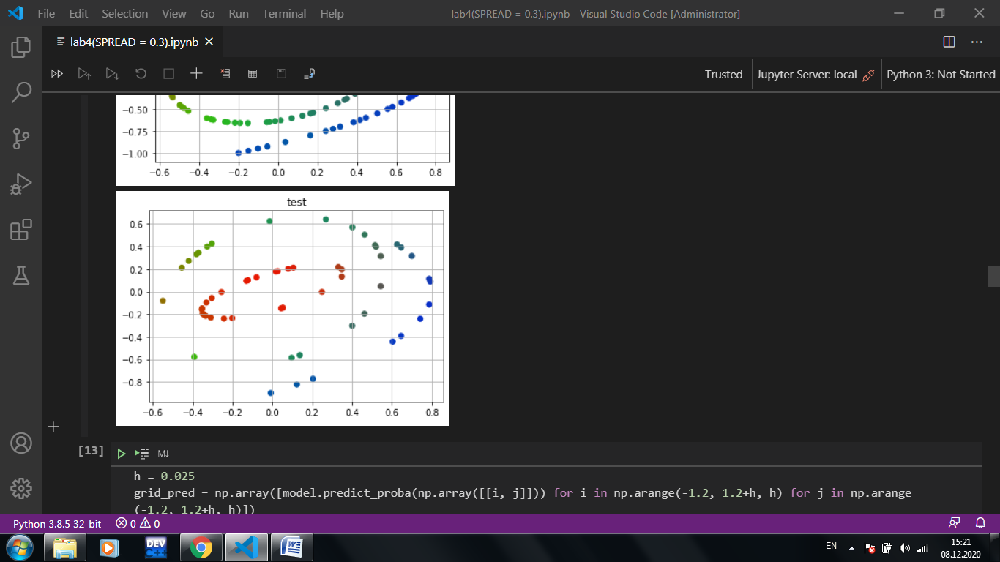 File Edit Selection View Go Run Terminal Help lab4(SPREAD = 0.3).ipynb - Visual Studio Code [Administrator]
lab4(SPREAD = 0.3).ipynb
Trusted Jupyter Server: local Python 3: Not Started
−0.50
−0.75
−1.00
−0.6 −0.4 −0.2 0.0 0.2 0.4 0.6 0.8
test
0.6
0.4
0.2
0.0
−0.2
−0.4
−0.6
−0.8
−0.6 −0.4 −0.2 0.0 0.2 0.4 0.6 0.8
[13] M↓
h = 0.025
grid_pred = np.array([model.predict_proba(np.array([[i, j]])) for i in np.arange(-1.2, 1.2+h, h) for j in np.arange
(-1.2, 1.2+h, h)])
Python 3.8.5 32-bit 0 0
DEV
C++
EN
15:21
08.12.2020